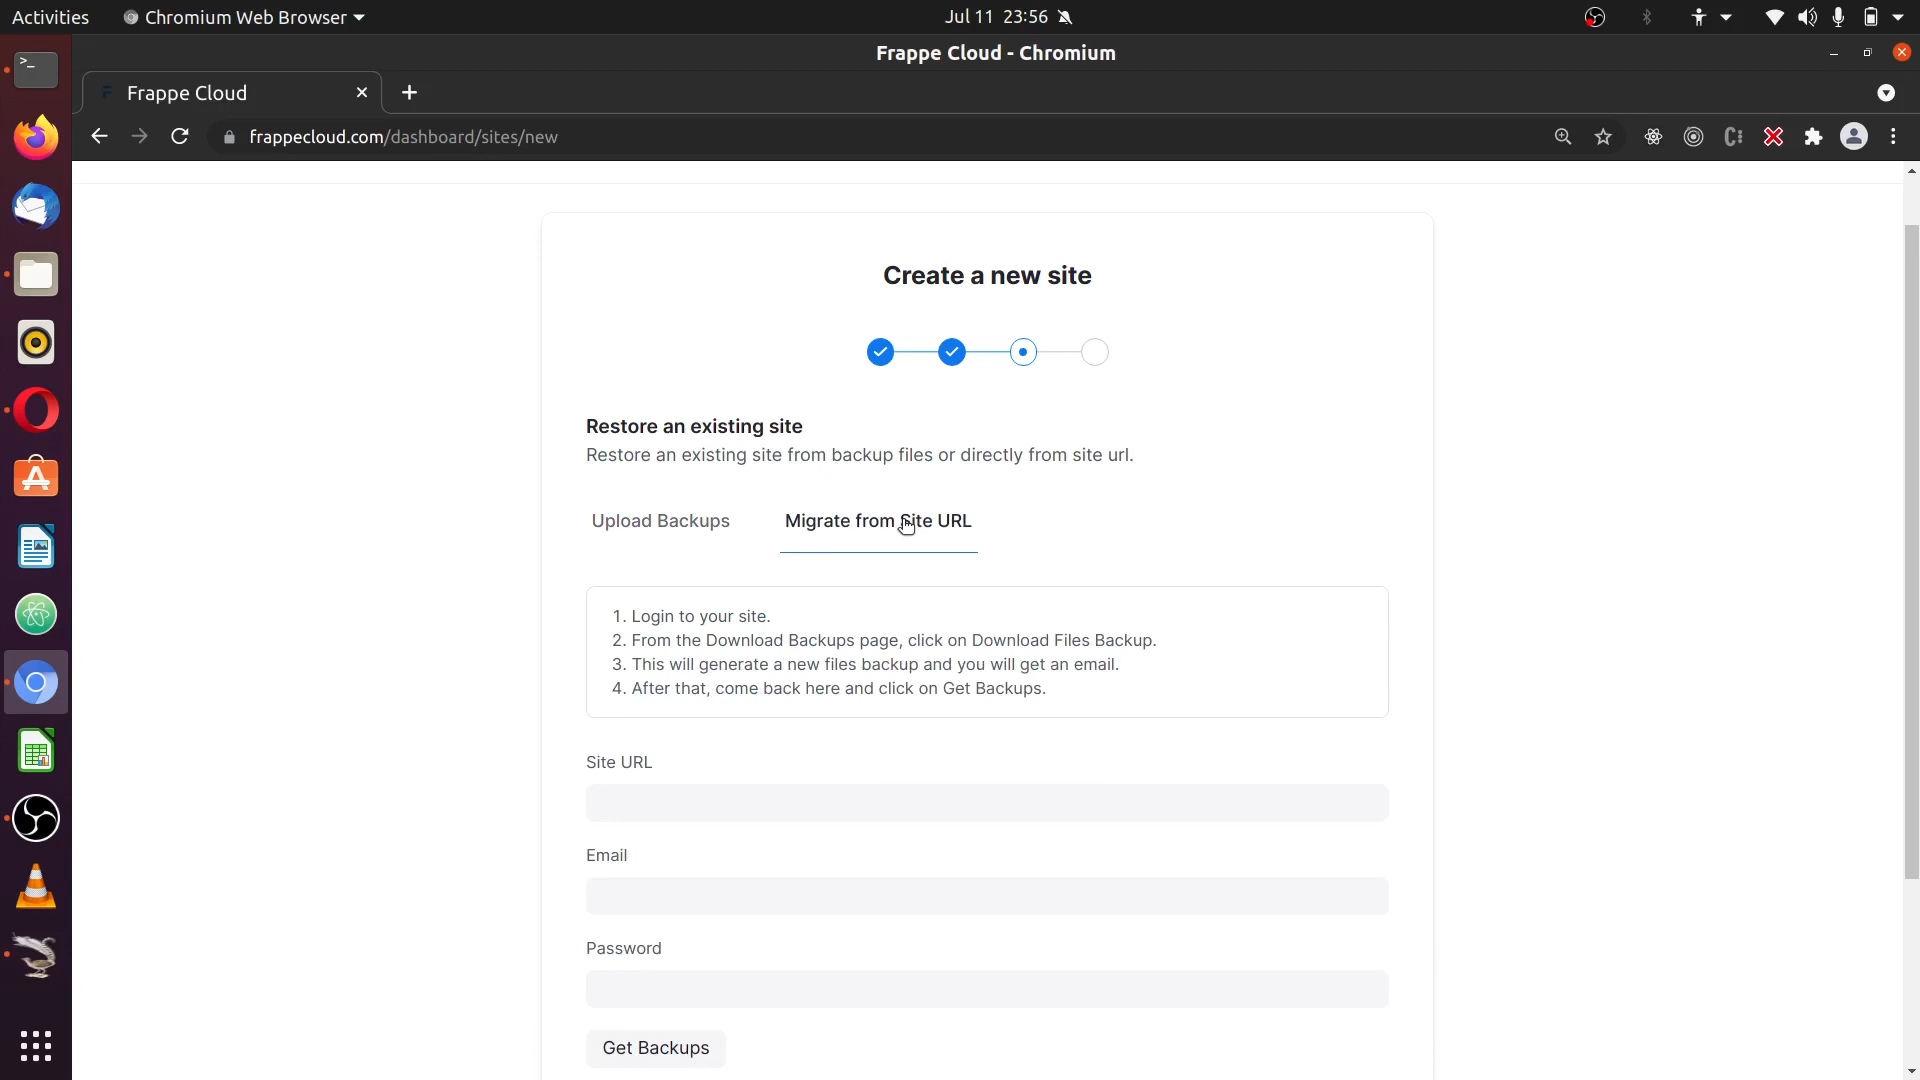 Activities
Chromium Web Browser
Jul 11 23:56
Frappe Cloud - Chromium
Frappe Cloud
frappecloud.com/dashboard/sites/new
Create a new site
Restore an existing site
Restore an existing site from backup files or directly from site url.
Upload Backups
Migrate from Site URL
1. Login to your site.
2. From the Download Backups page, click on Download Files Backup.
3. This will generate a new files backup and you will get an email.
4. After that, come back here and click on Get Backups.
Site URL
Email
Password
Get Backups